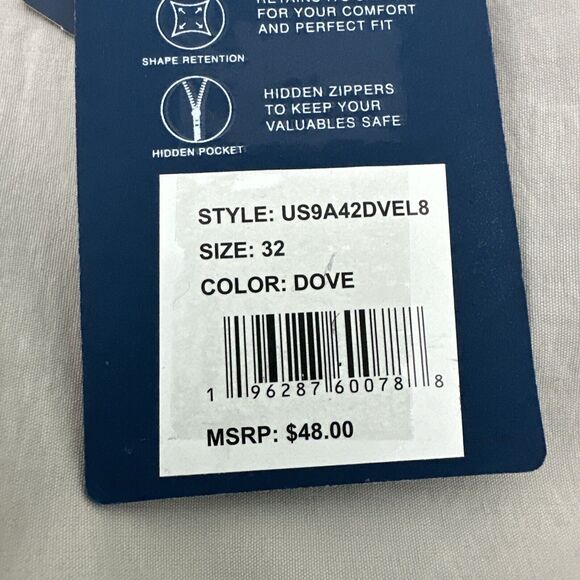 SHAPE RETENTION
FOR YOUR COMFORT
AND PERFECT FIT
HIDDEN POCKET
HIDDEN ZIPPERS
TO KEEP YOUR
VALUABLES SAFE
STYLE: US9A42DVEL8
SIZE: 32
COLOR: DOVE
1 96287 60078 8
MSRP: $48.00